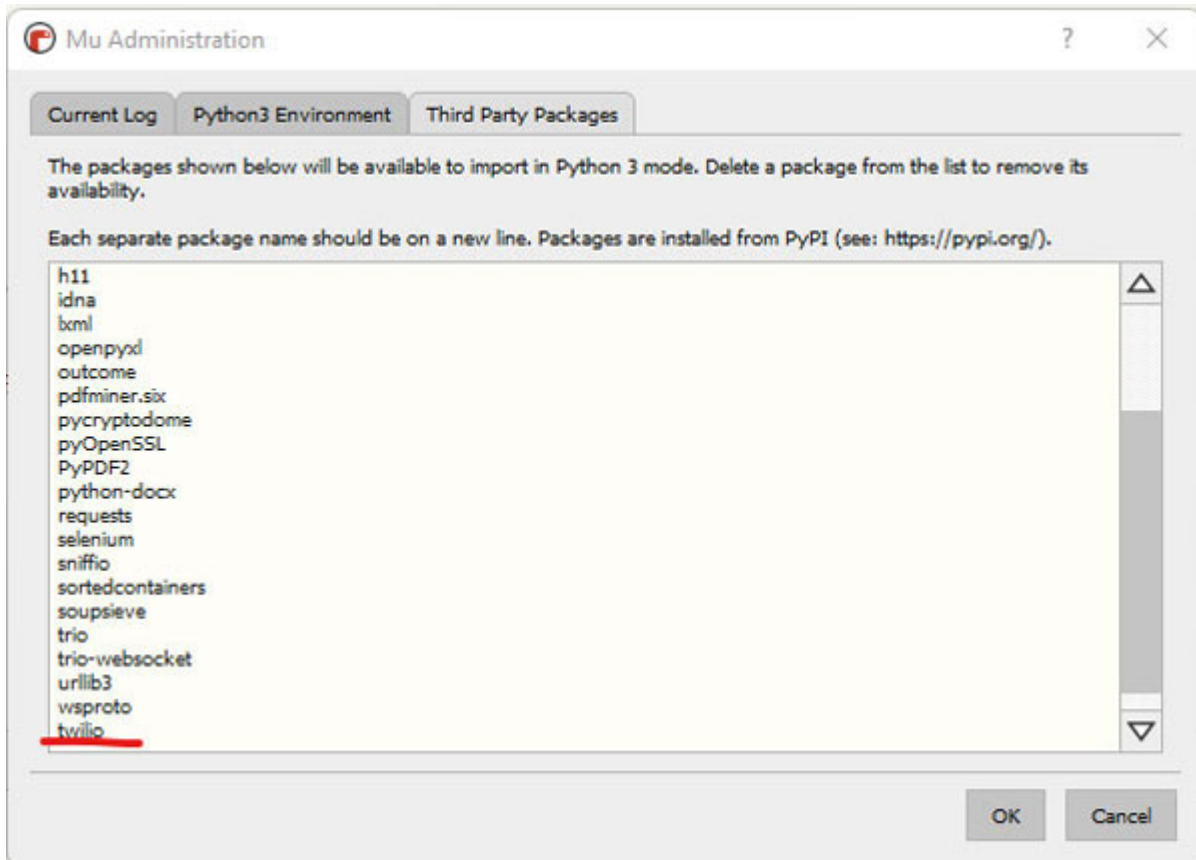 Mu Administration
Current Log
Python3 Environment
Third Party Packages
The packages shown below will be available to import in Python 3 mode. Delete a package from the list to remove its
availability.
Each separate package name should be on a new line. Packages are installed from PyPI (see: https://pypi.org/).
h11
idna
lxml
openpyxl
outcome
pdfminer.six
pycryptodome
pyOpenSSL
PyPDF2
python-docx
requests
selenium
sniffio
sortedcontainers
soupsieve
trio
trio-websocket
urllib3
wsproto
twilio
OK
Cancel